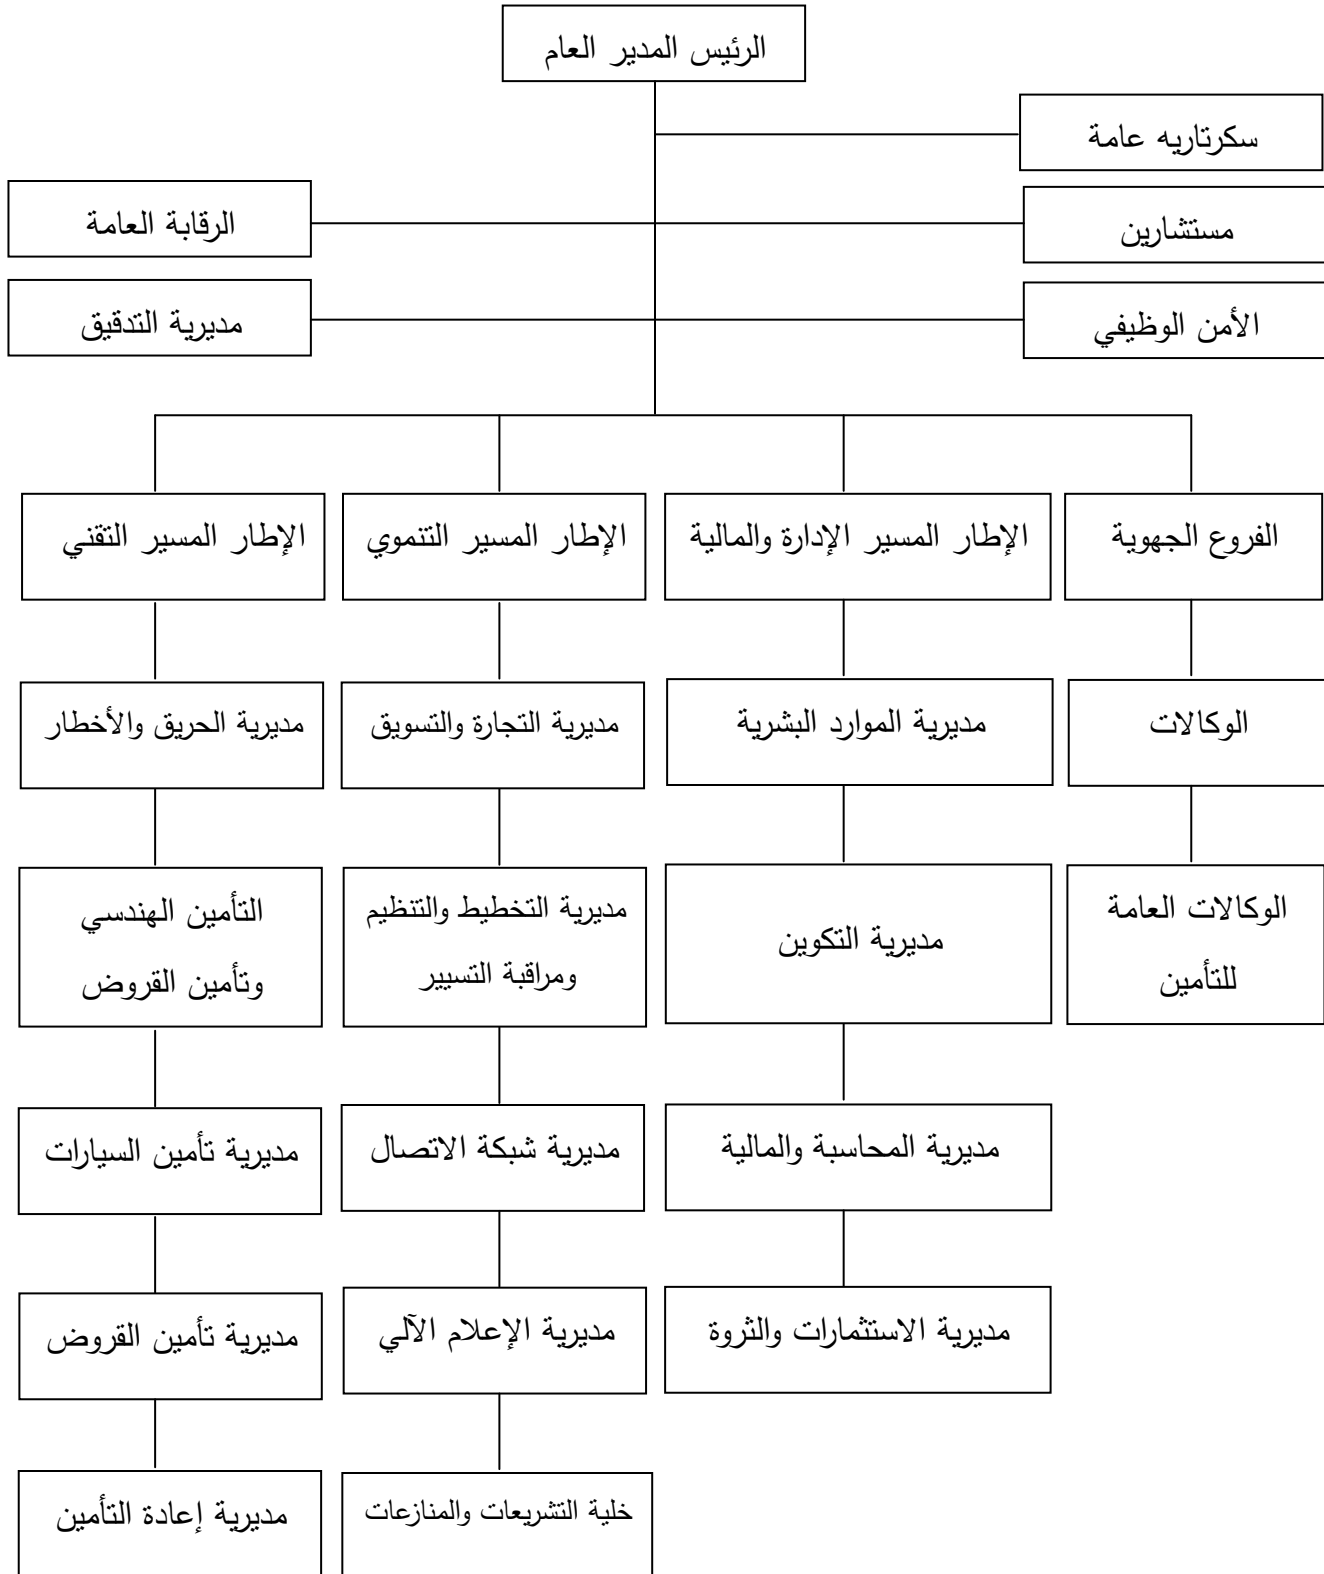 الرئيس المدير العام
سكرتاريه عامة
مستشارين
الرقابة العامة
الأمن الوظيفي
مديرية التدقيق
الفروع الجهوية
الإطار المسير الإدارة والمالية
الإطار المسير التنموي
الإطار المسير التقني
الوكالات
مديرية الموارد البشرية
مديرية التجارة والتسويق
مديرية الحريق والأخطار
الوكالات العامة
للتأمين
مديرية التكوين
مديرية التخطيط والتنظيم
ومراقبة التسيير
التأمين الهندسي
وتأمين القروض
مديرية المحاسبة والمالية
مديرية شبكة الاتصال
مديرية تأمين السيارات
مديرية الاستثمارات والثروة
مديرية الإعلام الآلي
مديرية تأمين القروض
خلية التشريعات والمنازعات
مديرية إعادة التأمين